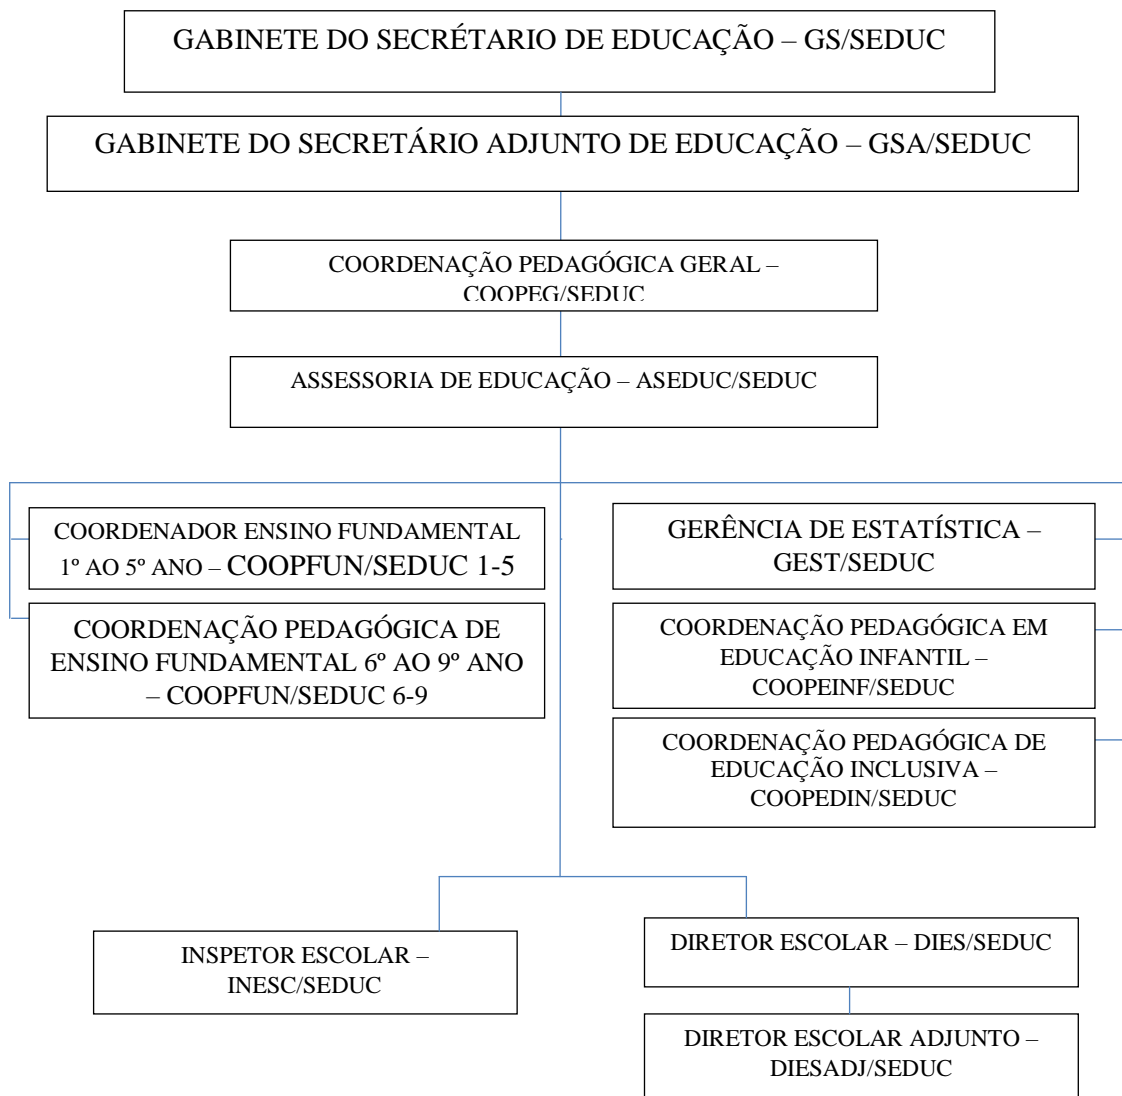 GABINETE DO SECRÉTARIO DE EDUCAÇÃO – GS/SEDUC
GABINETE DO SECRETÁRIO ADJUNTO DE EDUCAÇÃO – GSA/SEDUC
COORDENAÇÃO PEDAGÓGICA GERAL –
COOPEG/SEDUC
ASSESSORIA DE EDUCAÇÃO – ASEDUC/SEDUC
COORDENADOR ENSINO FUNDAMENTAL
1º AO 5º ANO – COOPFUN/SEDUC 1-5
COORDENAÇÃO PEDAGÓGICA DE
ENSINO FUNDAMENTAL 6º AO 9º ANO
– COOPFUN/SEDUC 6-9
GERÊNCIA DE ESTATÍSTICA –
GEST/SEDUC
COORDENAÇÃO PEDAGÓGICA EM
EDUCAÇÃO INFANTIL –
COOPEINF/SEDUC
COORDENAÇÃO PEDAGÓGICA DE
EDUCAÇÃO INCLUSIVA –
COOPEDIN/SEDUC
INSPETOR ESCOLAR –
INESC/SEDUC
DIRETOR ESCOLAR – DIES/SEDUC
DIRETOR ESCOLAR ADJUNTO –
DIESADJ/SEDUC